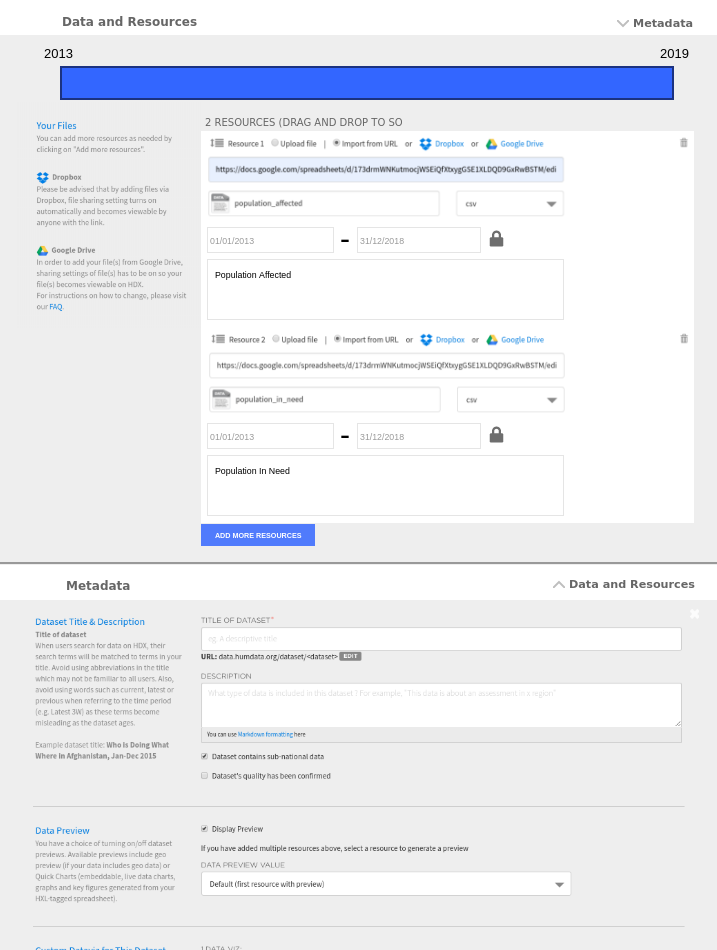 Data and Resources
Metadata
2013
2019
Your Files
You can add more resources as needed by
clicking on "Add more resources".
Dropbox
Please be advised that by adding files via
Dropbox, file sharing setting turns on
automatically and becomes viewable by
anyone with the link.
Google Drive
In order to add your file(s) from Google Drive,
sharing settings of file(s) has to be on so your
file(s) becomes viewable on HDX.
For instructions on how to change, please visit
our FAQ.
2 RESOURCES (DRAG AND DROP TO SO
Resource 1 Upload file | Import from URL or Dropbox or Google Drive
https://docs.google.com/spreadsheets/d/173drmWNKutmocjWSEiQfXtxygGSE1XLDQD9GxRwBSTM/edi
DATA population_affected csv
01/01/2013 – 31/12/2018
Population Affected
Resource 2 Upload file | Import from URL or Dropbox or Google Drive
https://docs.google.com/spreadsheets/d/173drmWNKutmocjWSEiQfXtxygGSE1XLDQD9GxRwBSTM/edi
DATA population_in_need csv
01/01/2013 – 31/12/2018
Population In Need
ADD MORE RESOURCES
Metadata
Data and Resources
Dataset Title & Description
Title of dataset
When users search for data on HDX, their
search terms will be matched to terms in your
title. Avoid using abbreviations in the title
which may not be familiar to all users. Also,
avoid using words such as current, latest or
previous when referring to the time period
(e.g. Latest 3W) as these terms become
misleading as the dataset ages.
Example dataset title: Who is Doing What
Where in Afghanistan, Jan-Dec 2015
TITLE OF DATASET*
eg. A descriptive title
URL: data.humdata.org/dataset/<dataset> EDIT
DESCRIPTION
What type of data is included in this dataset? For example, "This data is about an assessment in x region"
You can use Markdown formatting here
Dataset contains sub-national data
Dataset's quality has been confirmed
Data Preview
You have a choice of turning on/off dataset
previews. Available previews include geo
preview (if your data includes geo data) or
Quick Charts (embeddable, live data charts,
graphs and key figures generated from your
HXL-tagged spreadsheet).
Display Preview
If you have added multiple resources above, select a resource to generate a preview
DATA PREVIEW VALUE
Default (first resource with preview)